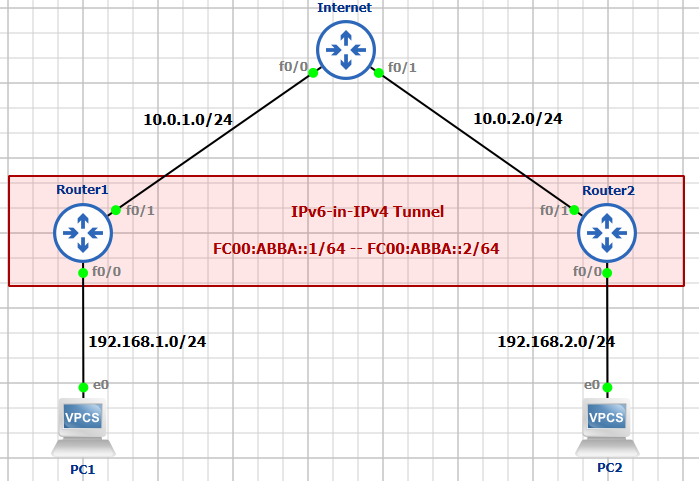 Internet
f0/0
f0/1
10.0.1.0/24
10.0.2.0/24
Router1
Router2
f0/1
IPv6-in-IPv4 Tunnel
f0/1
FC00:ABBA::1/64 -- FC00:ABBA::2/64
f0/0
f0/0
192.168.1.0/24
192.168.2.0/24
e0
e0
VPCS
VPCS
PC1
PC2